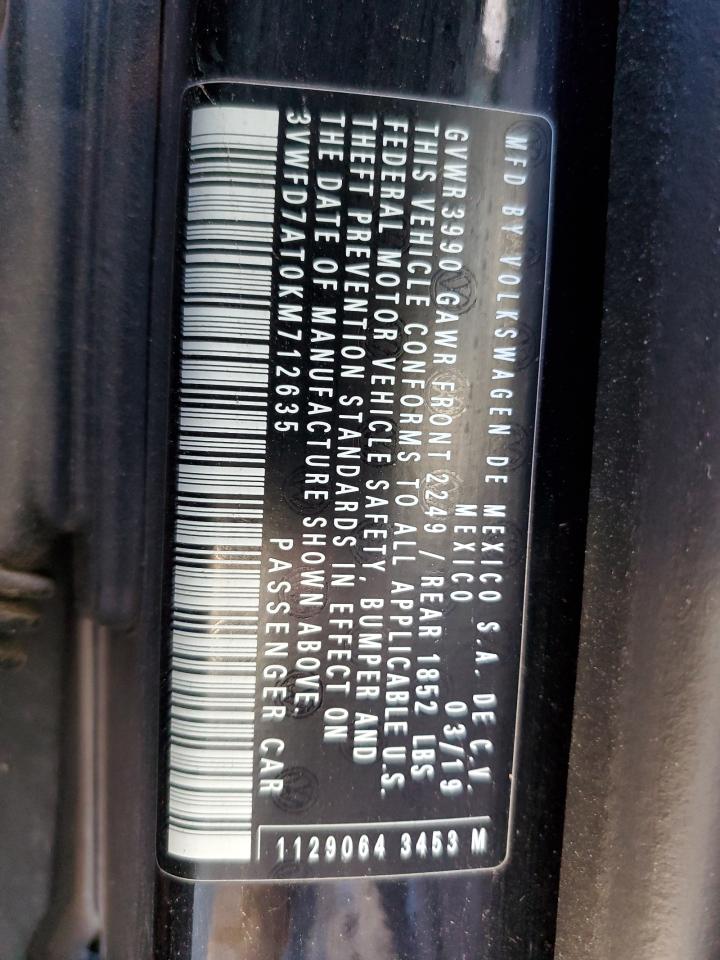 MFD BY VOLKSWAGEN DE MEXICO S.A. DE C.V.
MEXICO 03/19
GVWR3990 GAWR FRONT 2249 / REAR 1852 LBS
THIS VEHICLE CONFORMS TO ALL APPLICABLE U.S.
FEDERAL MOTOR VEHICLE SAFETY, BUMPER AND
THEFT PREVENTION STANDARDS IN EFFECT ON
THE DATE OF MANUFACTURE SHOWN ABOVE.
3VWFD7AT0KM712635 PASSENGER CAR
1129064 3453 M